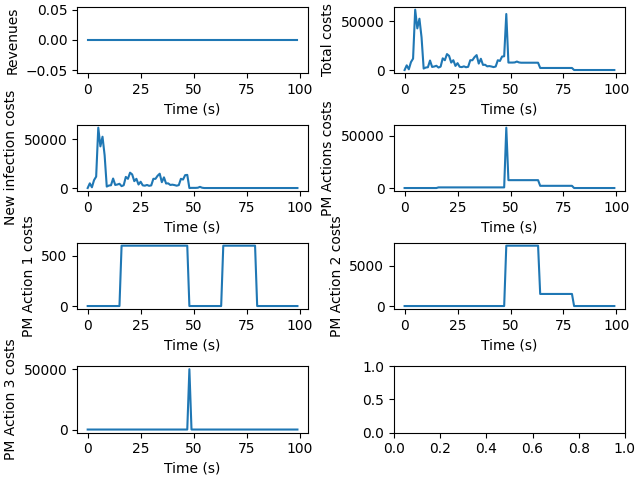 Revenues
0.05
0.00
−0.05
0 25 50 75 100
Time (s)
Total costs
50000
0
0 25 50 75 100
Time (s)
New infection costs
50000
0
0 25 50 75 100
Time (s)
PM Actions costs
50000
0
0 25 50 75 100
Time (s)
PM Action 1 costs
500
0
0 25 50 75 100
Time (s)
PM Action 2 costs
5000
0
0 25 50 75 100
Time (s)
PM Action 3 costs
50000
0
0 25 50 75 100
Time (s)
1.0
0.5
0.0
0.0 0.2 0.4 0.6 0.8 1.0